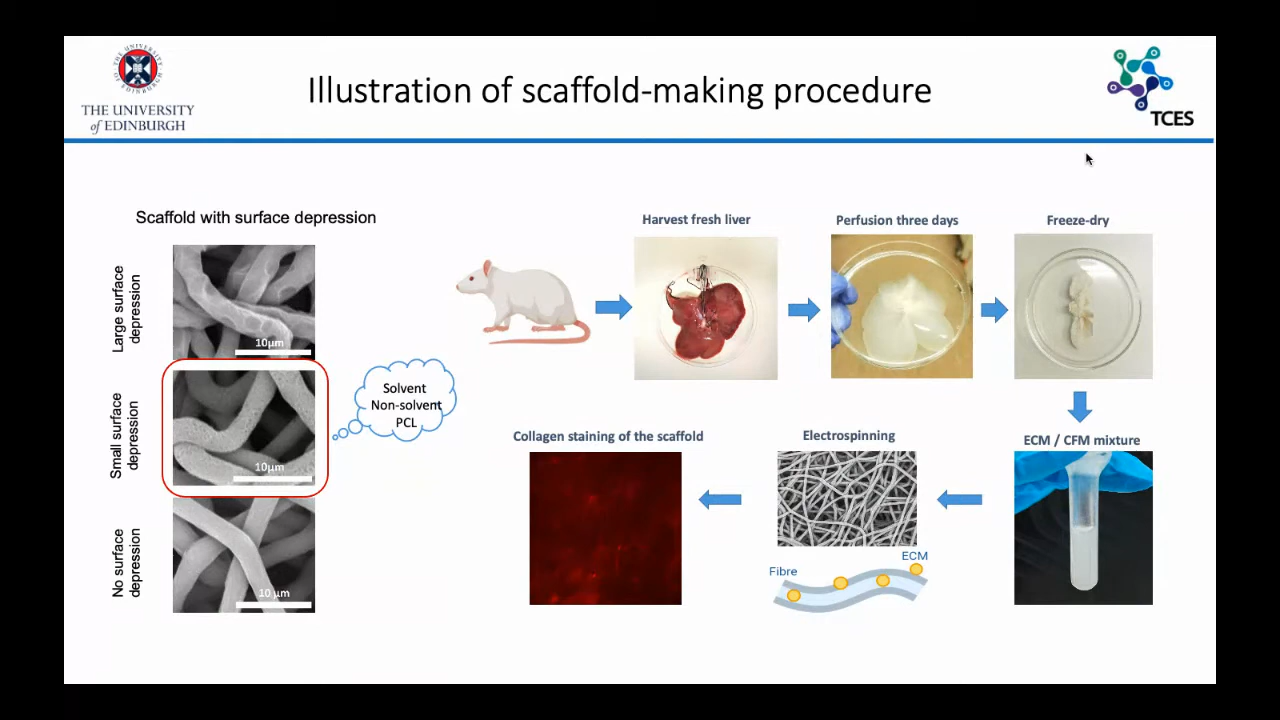 THE UNIVERSITY
of EDINBURGH
Illustration of scaffold-making procedure
TCES
Scaffold with surface depression
Large surface
depression
10µm
Small surface
depression
10µm
No surface
depression
10 µm
Solvent
Non-solvent
PCL
Harvest fresh liver
Perfusion three days
Freeze-dry
ECM / CFM mixture
Electrospinning
Fibre
ECM
Collagen staining of the scaffold